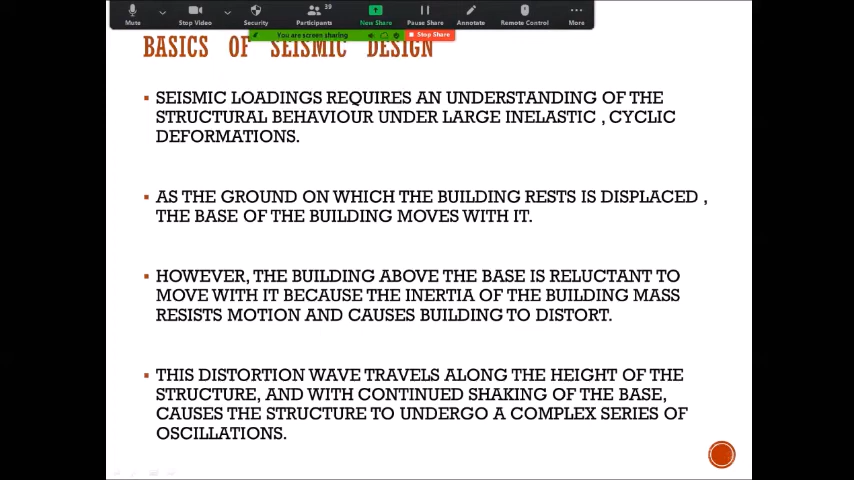 Mute
Stop Video
Security
Participants
39
New Share
Pause Share
Annotate
Remote Control
More
You are screen sharing
Stop Share
BASICS OF SEISMIC DESIGN
SEISMIC LOADINGS REQUIRES AN UNDERSTANDING OF THE
STRUCTURAL BEHAVIOUR UNDER LARGE INELASTIC , CYCLIC
DEFORMATIONS.
AS THE GROUND ON WHICH THE BUILDING RESTS IS DISPLACED ,
THE BASE OF THE BUILDING MOVES WITH IT.
HOWEVER, THE BUILDING ABOVE THE BASE IS RELUCTANT TO
MOVE WITH IT BECAUSE THE INERTIA OF THE BUILDING MASS
RESISTS MOTION AND CAUSES BUILDING TO DISTORT.
THIS DISTORTION WAVE TRAVELS ALONG THE HEIGHT OF THE
STRUCTURE, AND WITH CONTINUED SHAKING OF THE BASE,
CAUSES THE STRUCTURE TO UNDERGO A COMPLEX SERIES OF
OSCILLATIONS.